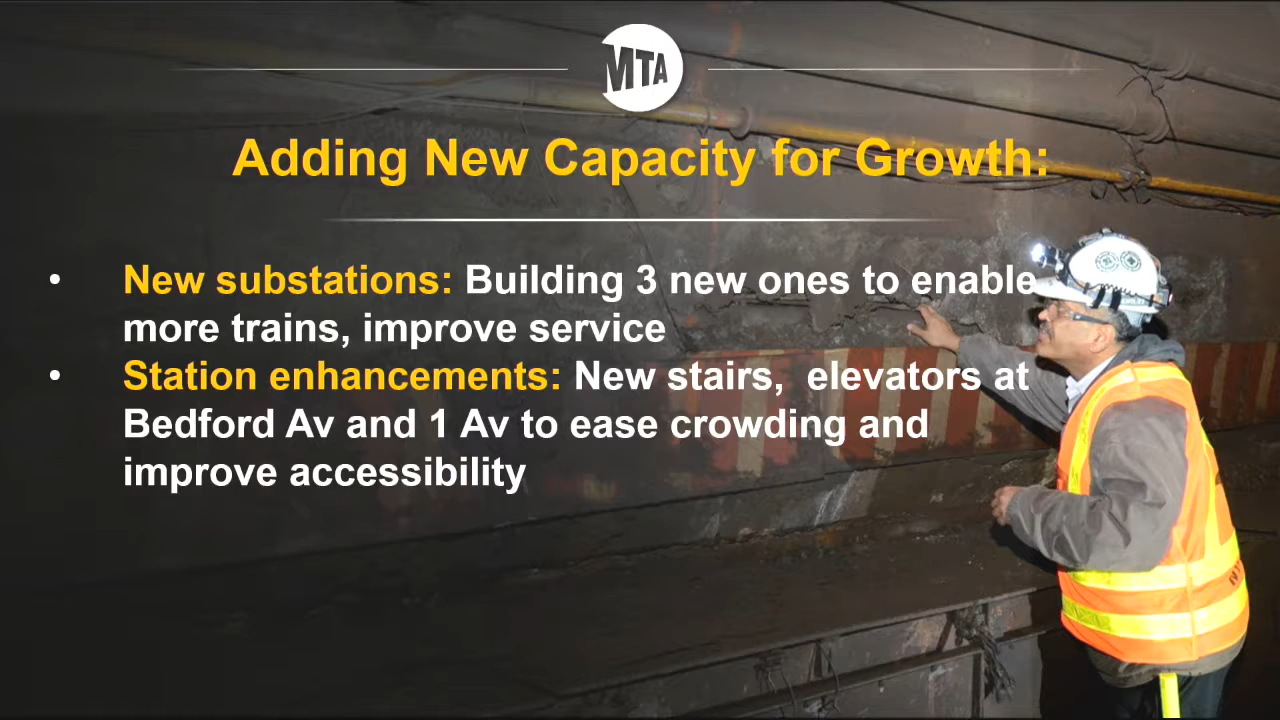 MTA
Adding New Capacity for Growth:
• New substations: Building 3 new ones to enable
more trains, improve service
• Station enhancements: New stairs,  elevators at
Bedford Av and 1 Av to ease crowding and
improve accessibility